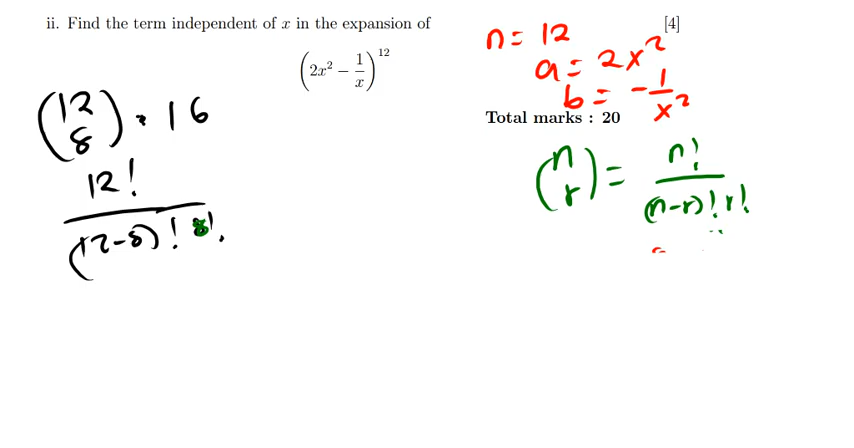 ii. Find the term independent of x in the expansion of [4]
(2x² − 1/x)¹²
n = 12
a = 2x²
b = -1/x²
Total marks : 20
(12 8) · 16
12! / (12-8)! 8!.
(n r) = n! / (n-r)! r!